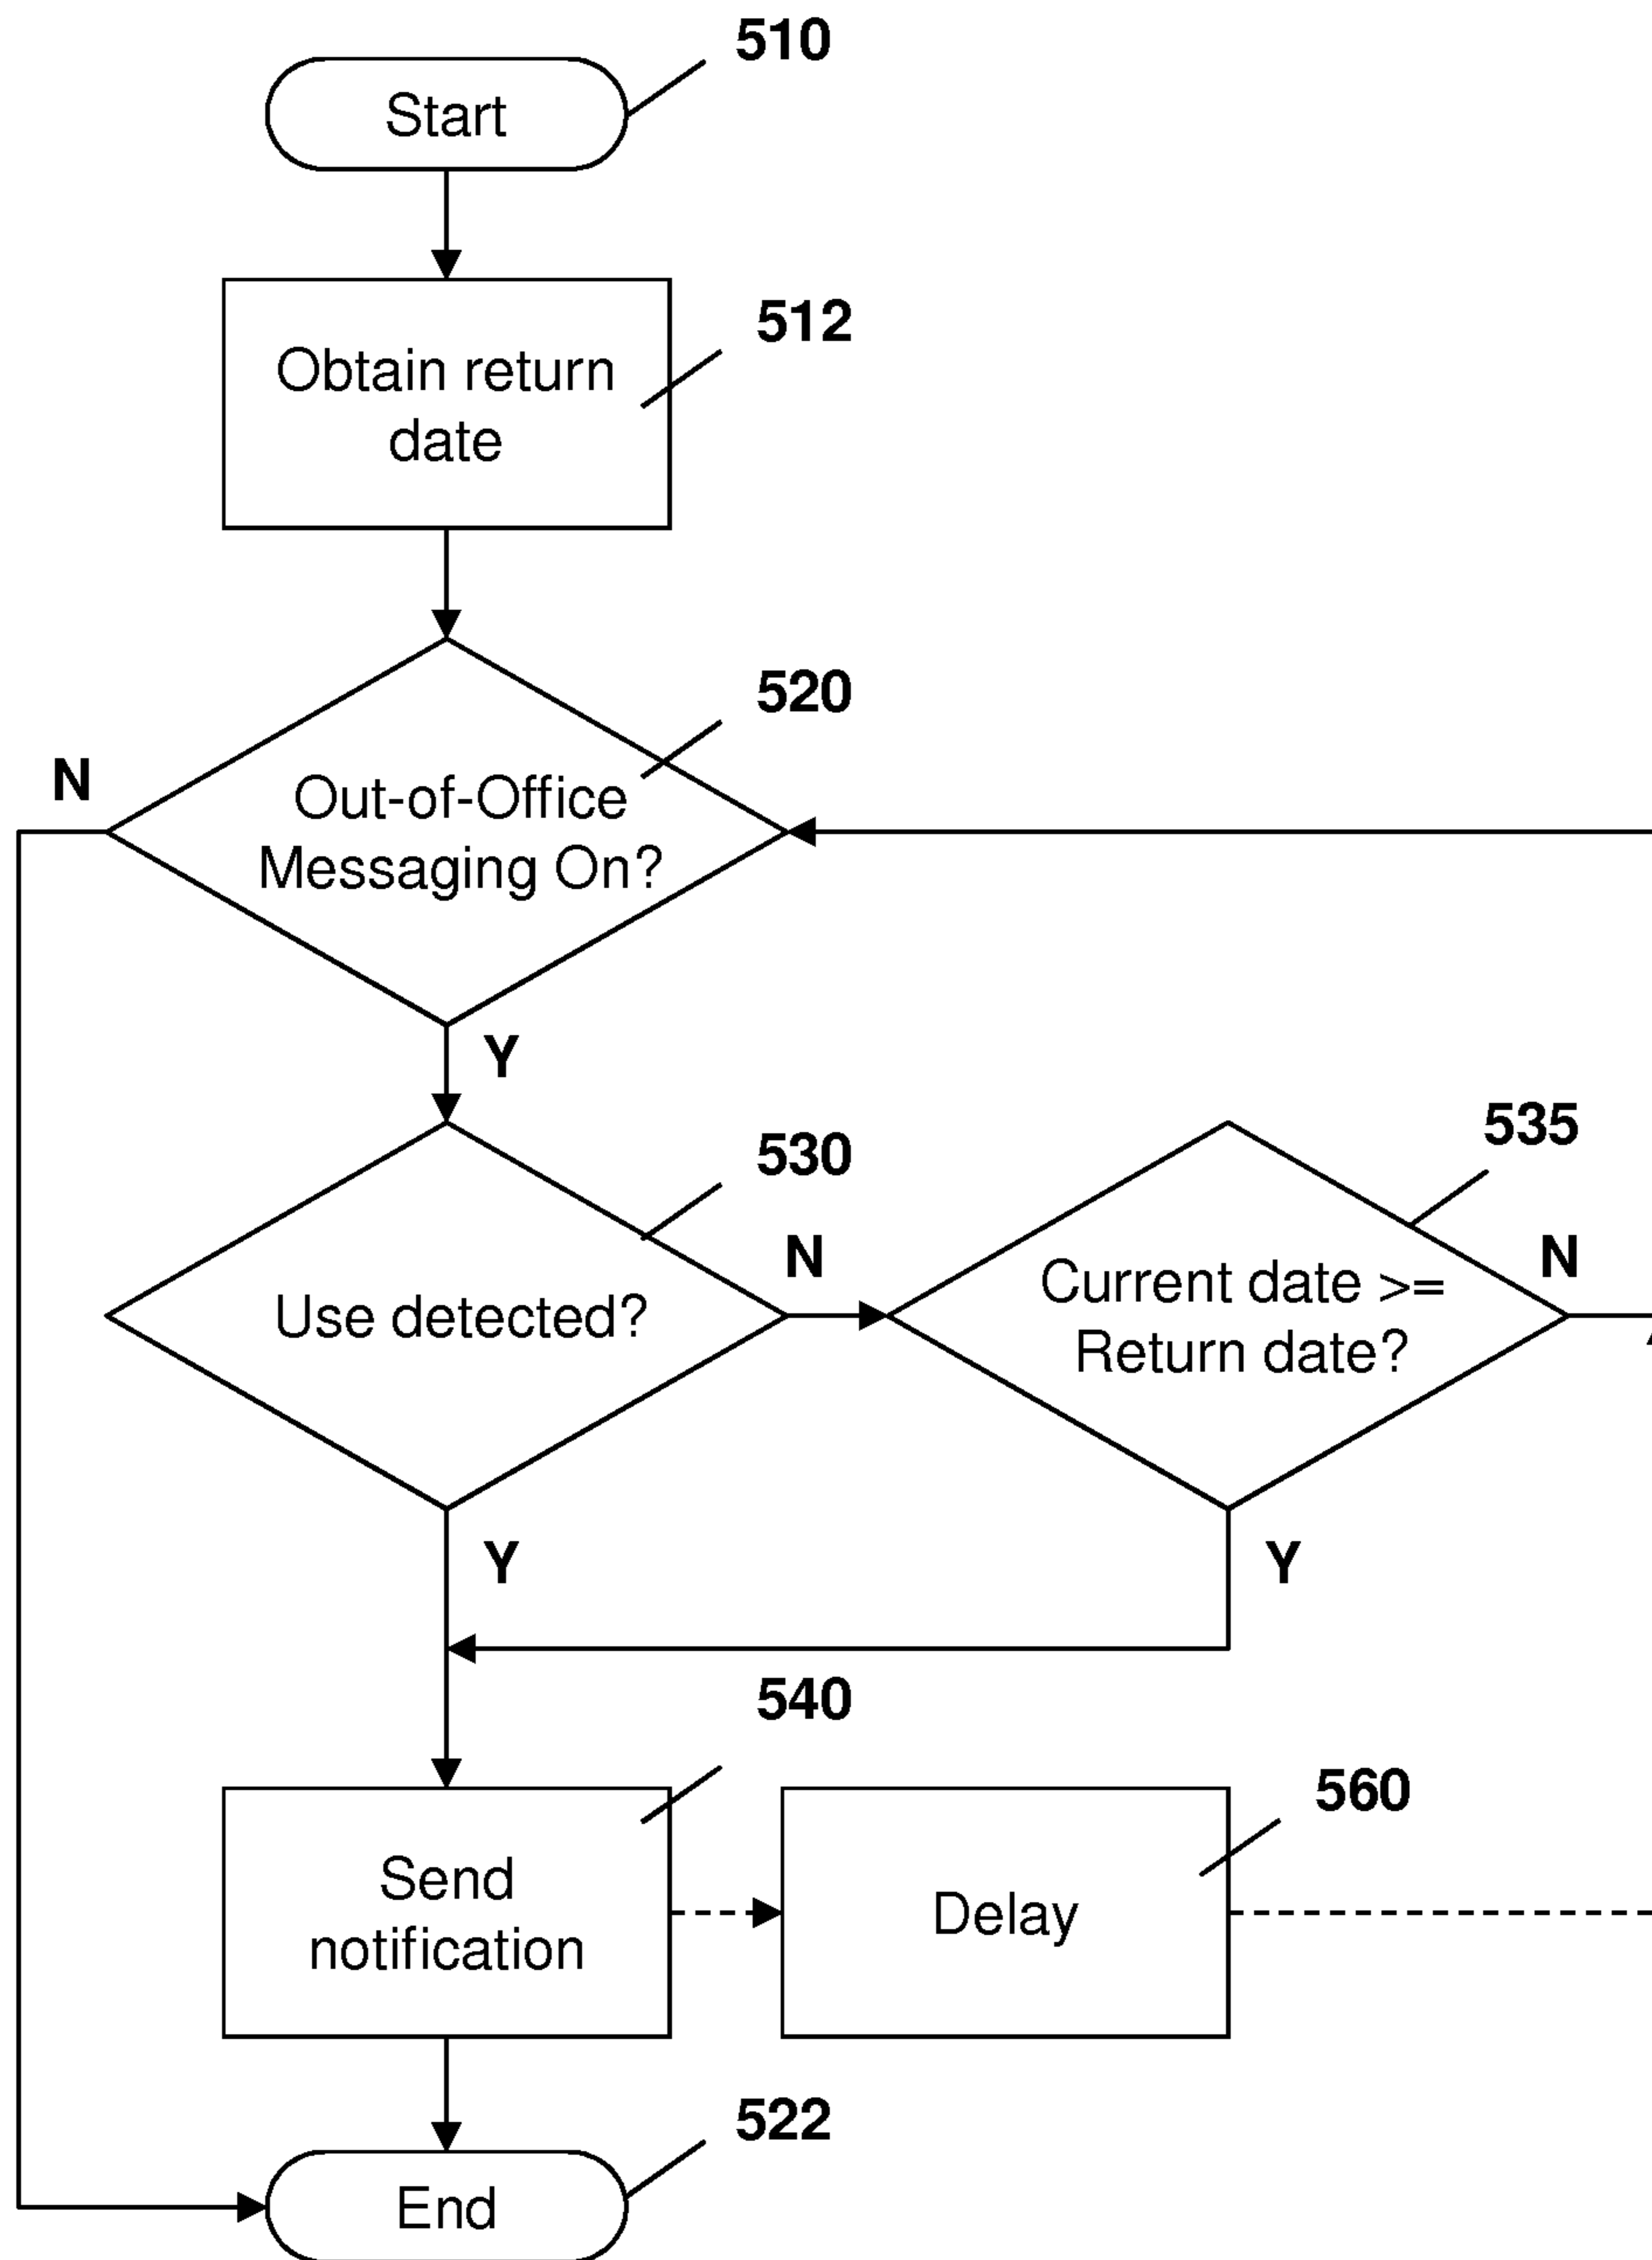 510
Start
512
Obtain return
date
520
N
Out-of-Office
Messaging On?
Y
530
535
N
N
Use detected?
Current date >=
Return date?
Y
Y
540
560
Send
notification
Delay
522
End